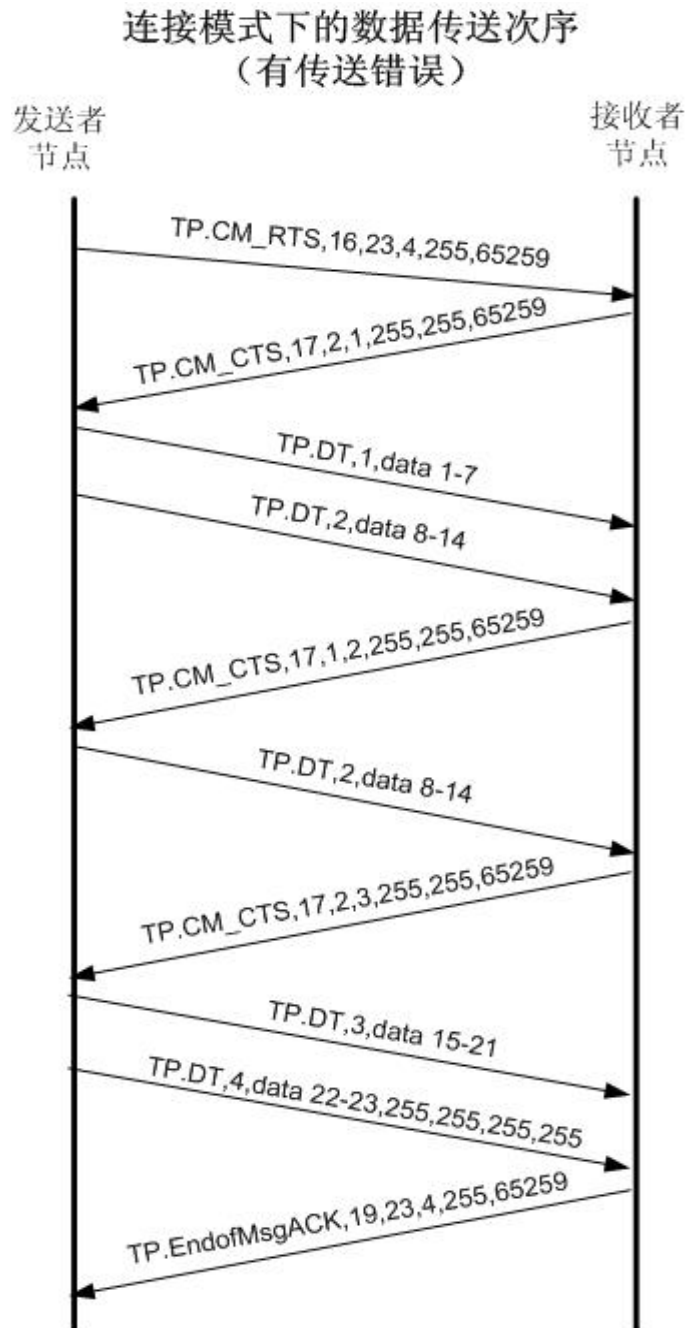 连接模式下的数据传送次序
（有传送错误）
发送者
节点
接收者
节点
TP.CM_RTS,16,23,4,255,65259
TP.CM_CTS,17,2,1,255,255,65259
TP.DT,1,data 1-7
TP.DT,2,data 8-14
TP.CM_CTS,17,1,2,255,255,65259
TP.DT,2,data 8-14
TP.CM_CTS,17,2,3,255,255,65259
TP.DT,3,data 15-21
TP.DT,4,data 22-23,255,255,255,255
TP.EndofMsgACK,19,23,4,255,65259